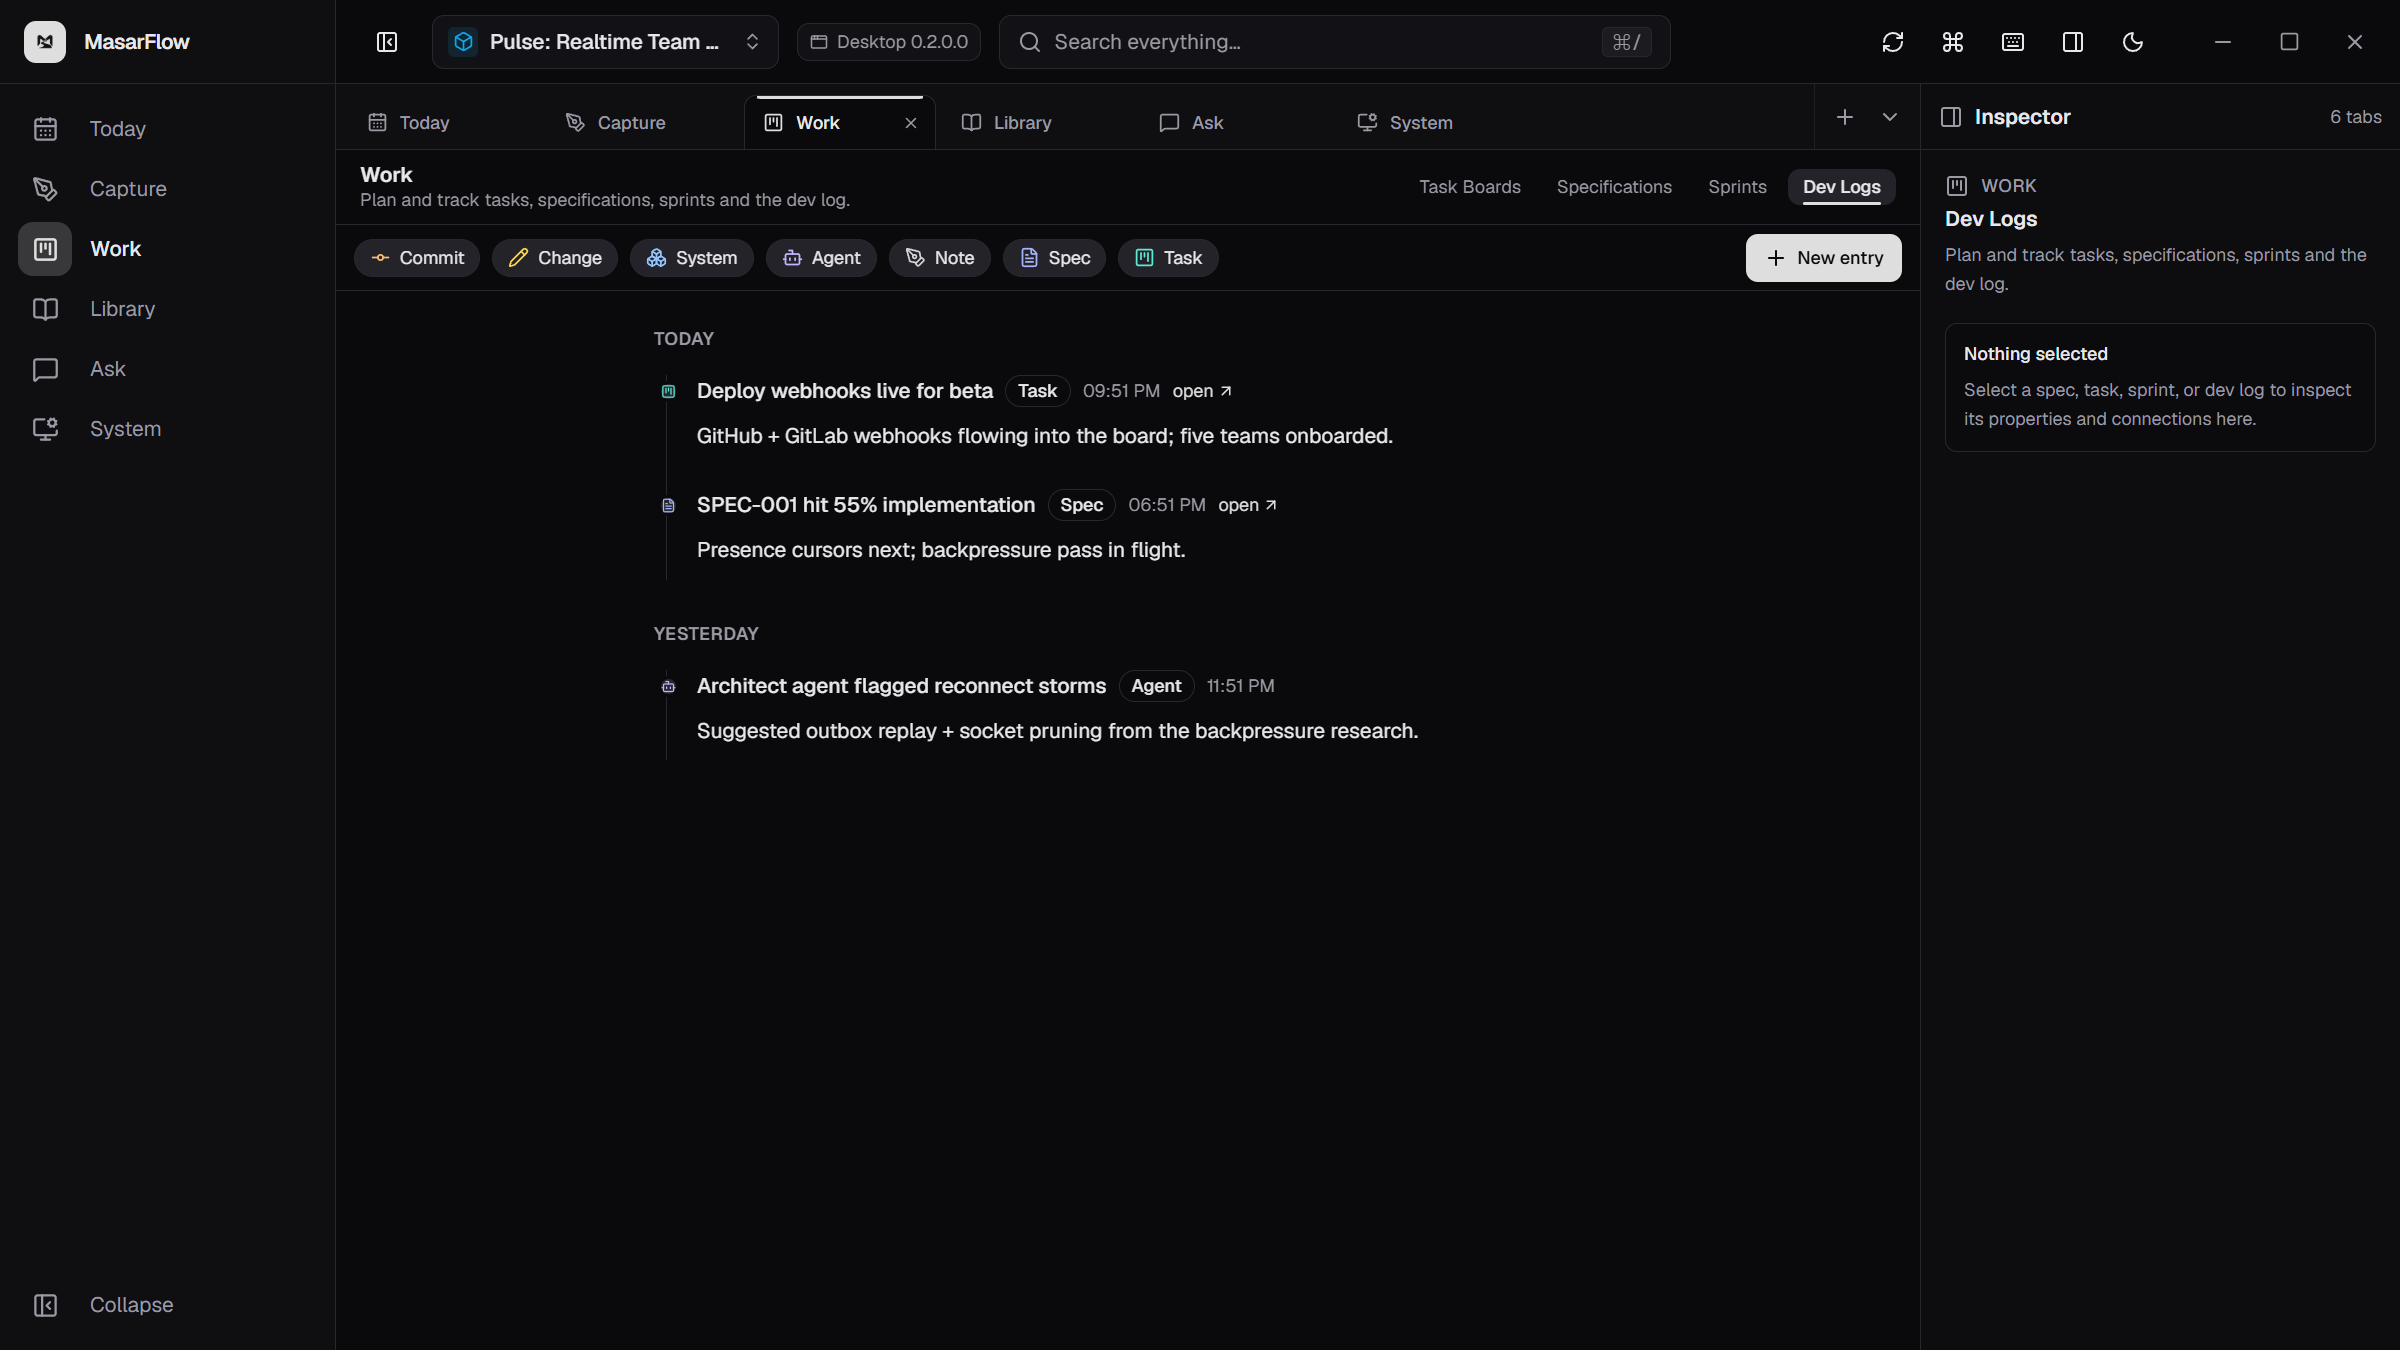 MasarFlow
Pulse: Realtime Team ...
Desktop 0.2.0.0
Search everything...
⌘/
Today
Capture
Work
Library
Ask
System
Collapse
Today
Capture
Work
Library
Ask
System
Work
Plan and track tasks, specifications, sprints and the dev log.
Task Boards
Specifications
Sprints
Dev Logs
Commit
Change
System
Agent
Note
Spec
Task
New entry
TODAY
Deploy webhooks live for beta Task 09:51 PM open ↗
GitHub + GitLab webhooks flowing into the board; five teams onboarded.
SPEC-001 hit 55% implementation Spec 06:51 PM open ↗
Presence cursors next; backpressure pass in flight.
YESTERDAY
Architect agent flagged reconnect storms Agent 11:51 PM
Suggested outbox replay + socket pruning from the backpressure research.
Inspector
6 tabs
WORK
Dev Logs
Plan and track tasks, specifications, sprints and the
dev log.
Nothing selected
Select a spec, task, sprint, or dev log to inspect
its properties and connections here.